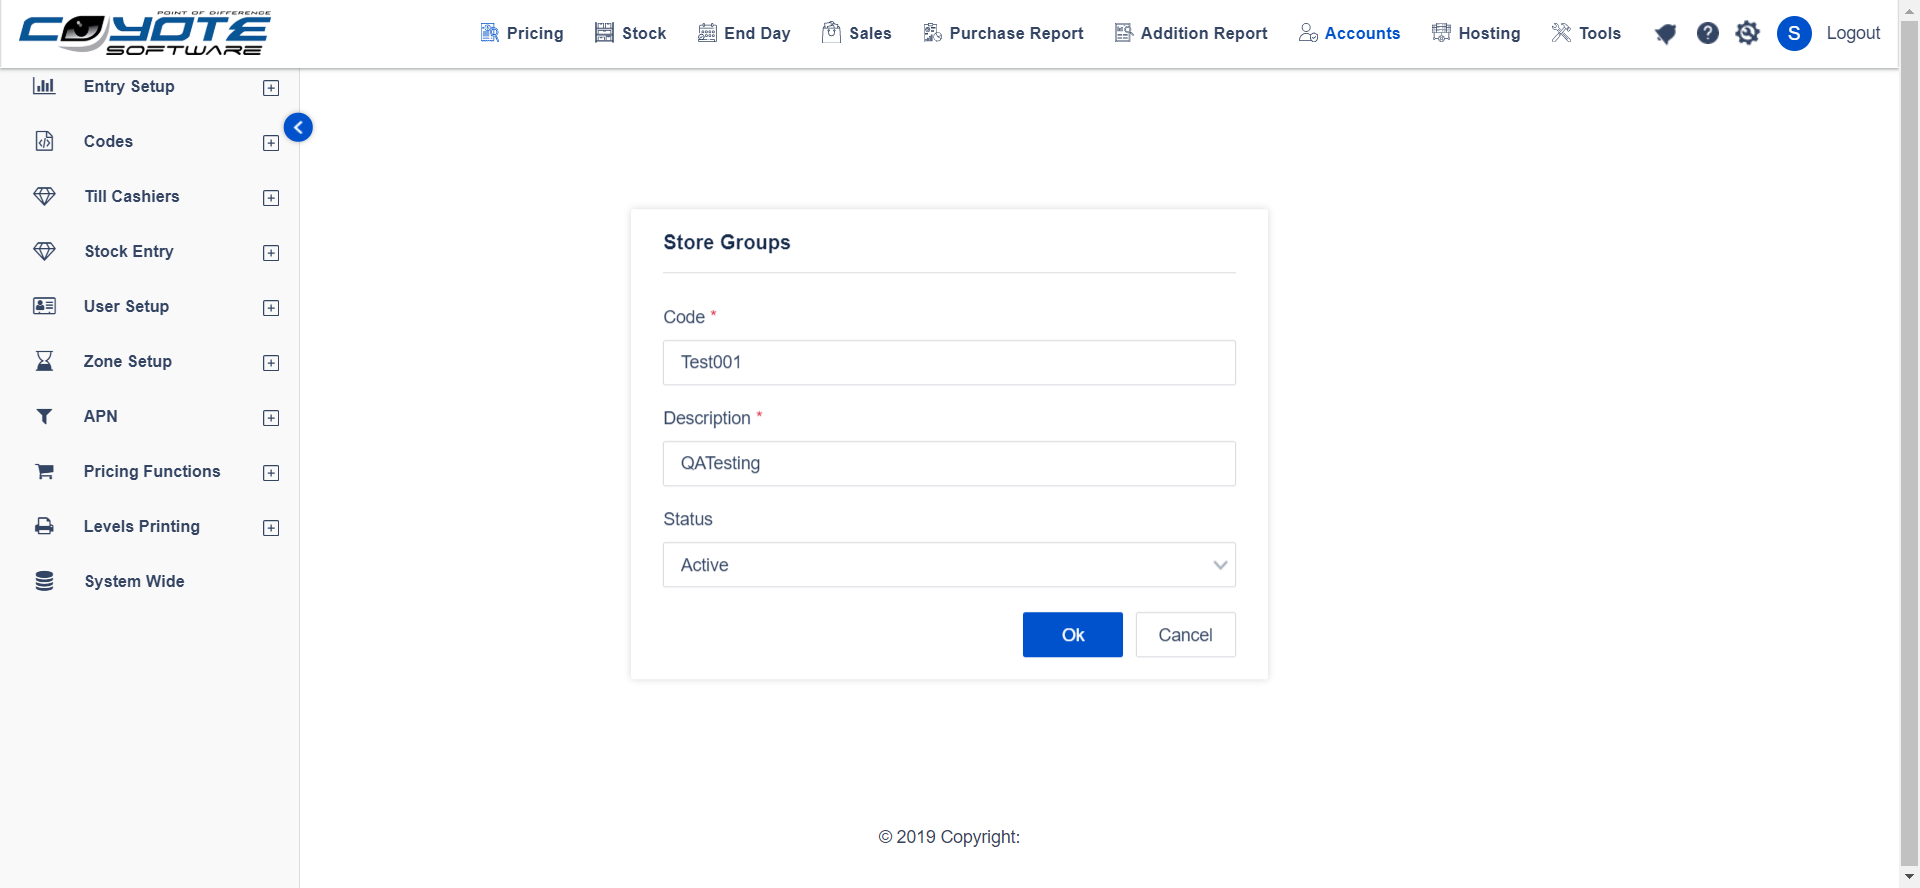 POINT OF DIFFERENCE
COYOTE
SOFTWARE
Pricing
Stock
End Day
Sales
Purchase Report
Addition Report
Accounts
Hosting
Tools
?
S
Logout
Entry Setup
Codes
Till Cashiers
Stock Entry
User Setup
Zone Setup
APN
Pricing Functions
Levels Printing
System Wide
Store Groups
Code *
Test001
Description *
QATesting
Status
Active
Ok
Cancel
© 2019 Copyright: